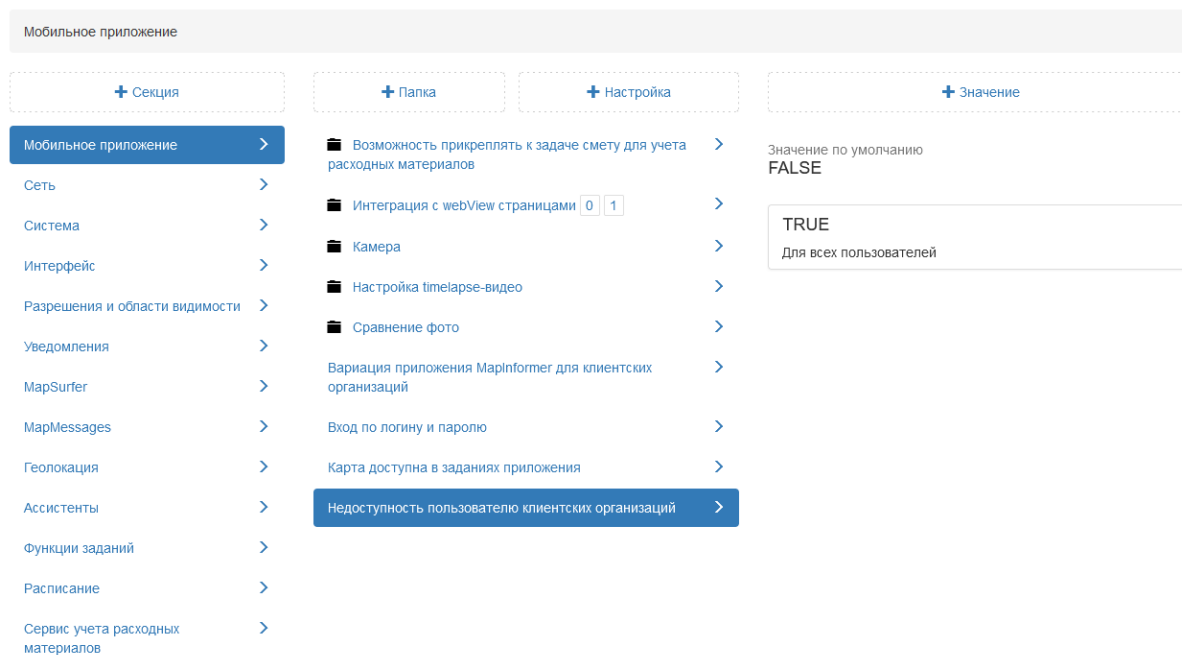 Мобильное приложение
Секция
Папка
Настройка
Значение
Мобильное приложение
Сеть
Система
Интерфейс
Разрешения и области видимости
Уведомления
MapSurfer
MapMessages
Геолокация
Ассистенты
Функции заданий
Расписание
Сервис учета расходных
материалов
Возможность прикреплять к задаче смету для учета
расходных материалов
Интеграция с webView страницами 0 1
Камера
Настройка timelapse-видео
Сравнение фото
Вариация приложения MapInformer для клиентских
организаций
Вход по логину и паролю
Карта доступна в заданиях приложения
Недоступность пользователю клиентских организаций
Значение по умолчанию
FALSE
TRUE
Для всех пользователей